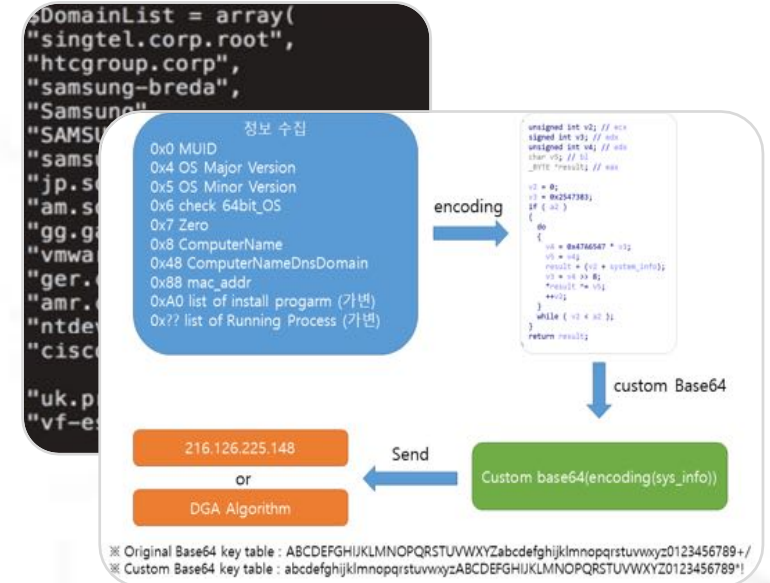 $DomainList = array(
"singtel.corp.root",
"htcgroup.corp",
"samsung-breda",
"Samsung"
"SAMSU
"sams
"jp.s
"am.s
"gg.ga
"vmwar
"ger.
"amr.
"ntdev
"cisco
"uk.p
"vf-es
정보 수집
0x0 MUID
0x4 OS Major Version
0x5 OS Minor Version
0x6 check 64bit_OS
0x7 Zero
0x8 ComputerName
0x48 ComputerNameDnsDomain
0x88 mac_addr
0xA0 list of install progarm (가변)
0x?? list of Running Process (가변)
encoding
unsigned int v2; // ecx
signed int v3; // edx
unsigned int v4; // edx
char v5; // bl
_BYTE *result; // eax
v2 = 0;
v3 = 0x2547383;
if ( a2 )
{
do
{
v4 = 0x47A6547 * v3;
v5 = v4;
result = (v2 + system_info);
v3 = v4 >> 8;
*result ^= v5;
++v2;
}
while ( v2 < a2 );
}
return result;
custom Base64
Custom base64(encoding(sys_info))
Send
216.126.225.148
or
DGA Algorithm
※ Original Base64 key table : ABCDEFGHIJKLMNOPQRSTUVWXYZabcdefghijklmnopqrstuvwxyz0123456789+/
※ Custom Base64 key table : abcdefghijklmnopqrstuvwxyzABCDEFGHIJKLMNOPQRSTUVWXYZ0123456789*!